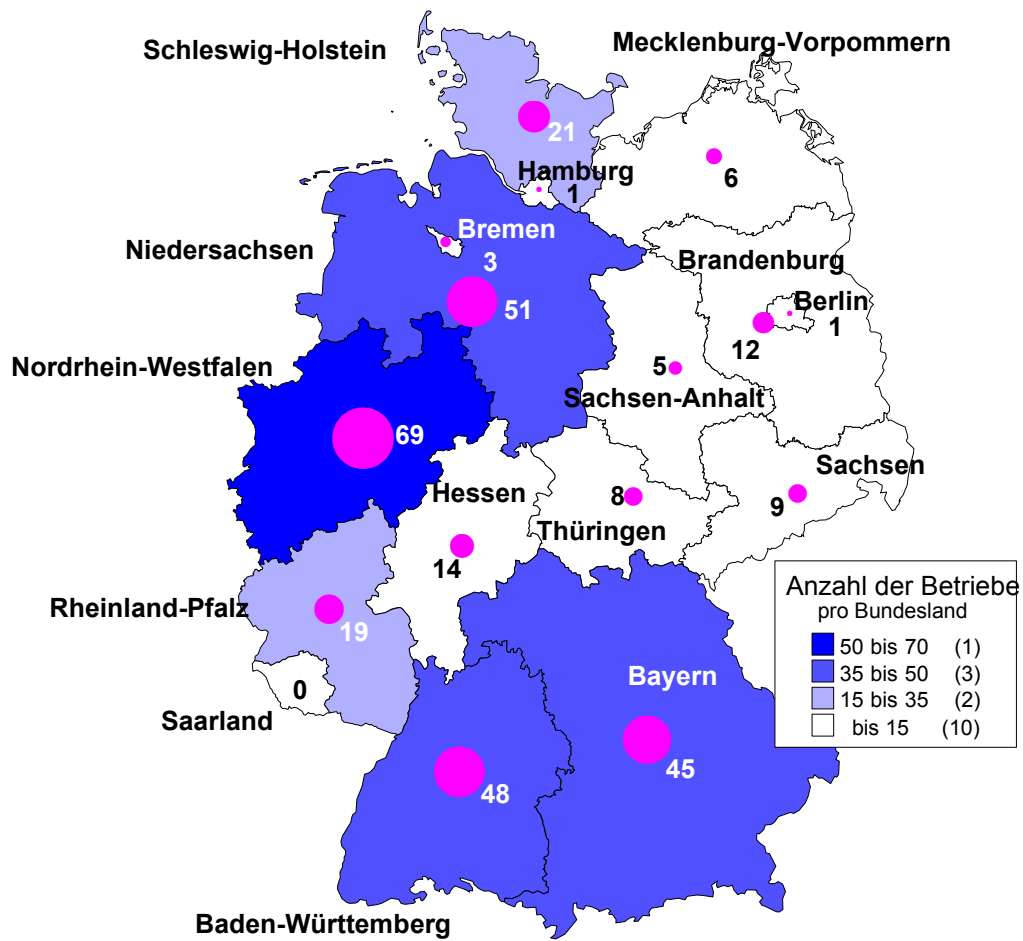 Schleswig-Holstein
Mecklenburg-Vorpommern
21
Hamburg
1
6
Niedersachsen
Bremen
3
51
Brandenburg
Berlin
1
12
Nordrhein-Westfalen
5
Sachsen-Anhalt
69
Hessen
14
8
Thüringen
Sachsen
9
Rheinland-Pfalz
19
0
Saarland
Bayern
45
48
Baden-Württemberg
Anzahl der Betriebe
pro Bundesland
50 bis 70 (1)
35 bis 50 (3)
15 bis 35 (2)
bis 15 (10)